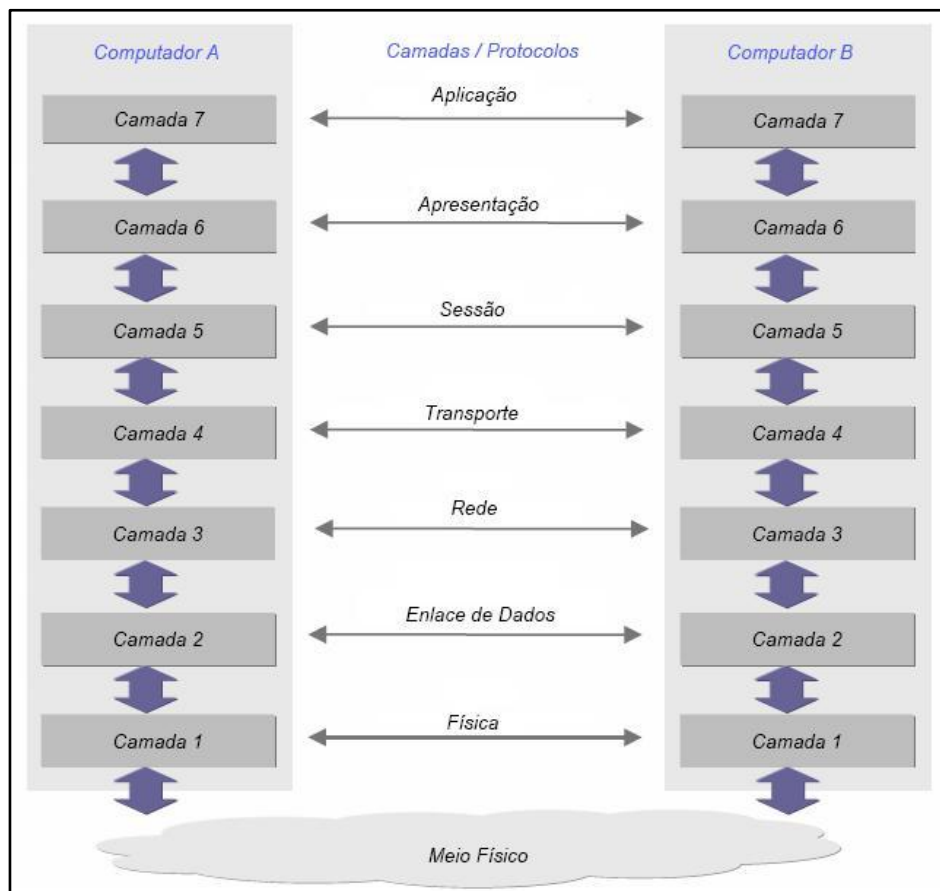 Computador A
Camadas / Protocolos
Computador B
Camada 7
Aplicação
Camada 7
Camada 6
Apresentação
Camada 6
Camada 5
Sessão
Camada 5
Camada 4
Transporte
Camada 4
Camada 3
Rede
Camada 3
Camada 2
Enlace de Dados
Camada 2
Camada 1
Física
Camada 1
Meio Físico